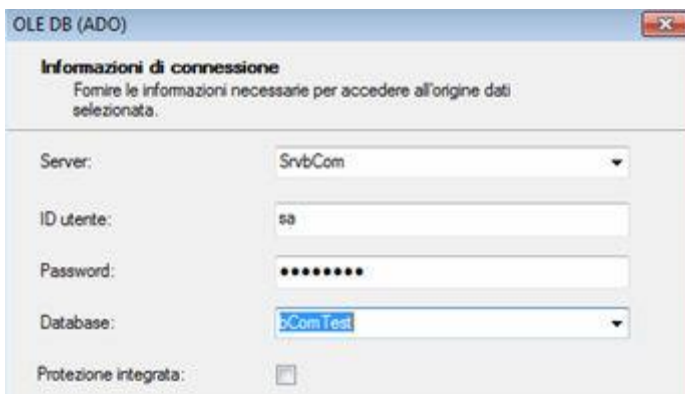 OLE DB (ADO)
Informazioni di connessione
Fornire le informazioni necessarie per accedere all'origine dati
selezionata.
Server: SrvbCom
ID utente: sa
Password: ••••••••
Database: bComTest
Protezione integrata: